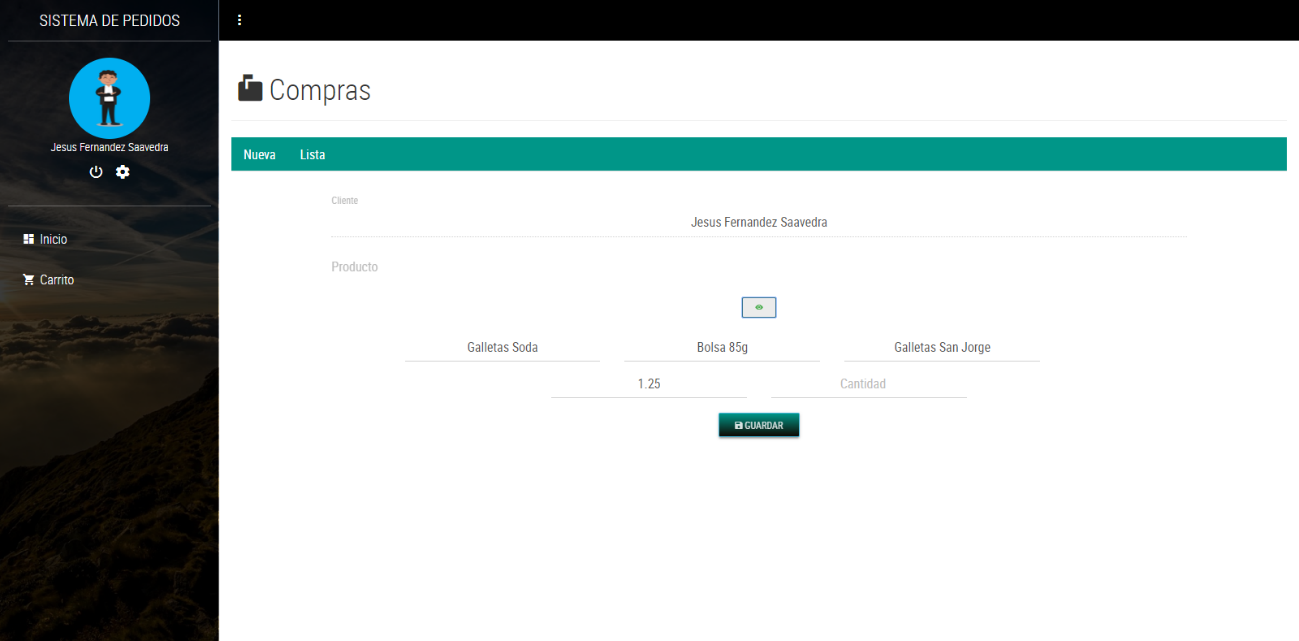 SISTEMA DE PEDIDOS
Jesus Fernandez Saavedra
Inicio
Carrito
Compras
Nueva Lista
Cliente
Jesus Fernandez Saavedra
Producto
Galletas Soda Bolsa 85g Galletas San Jorge
1.25 Cantidad
GUARDAR